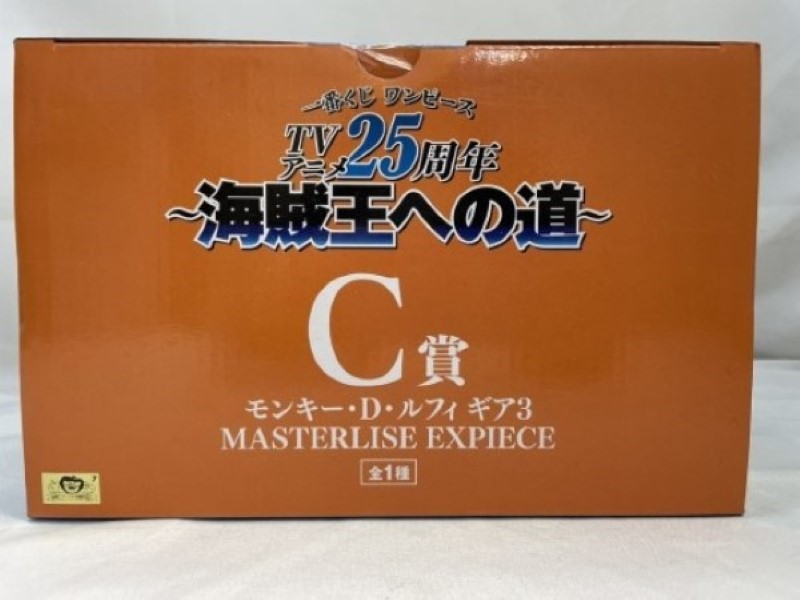 一番くじ ワンピース
TVアニメ25周年
～海賊王への道～
C賞
モンキー・D・ルフィ ギア3
MASTERLISE EXPIECE
全1種